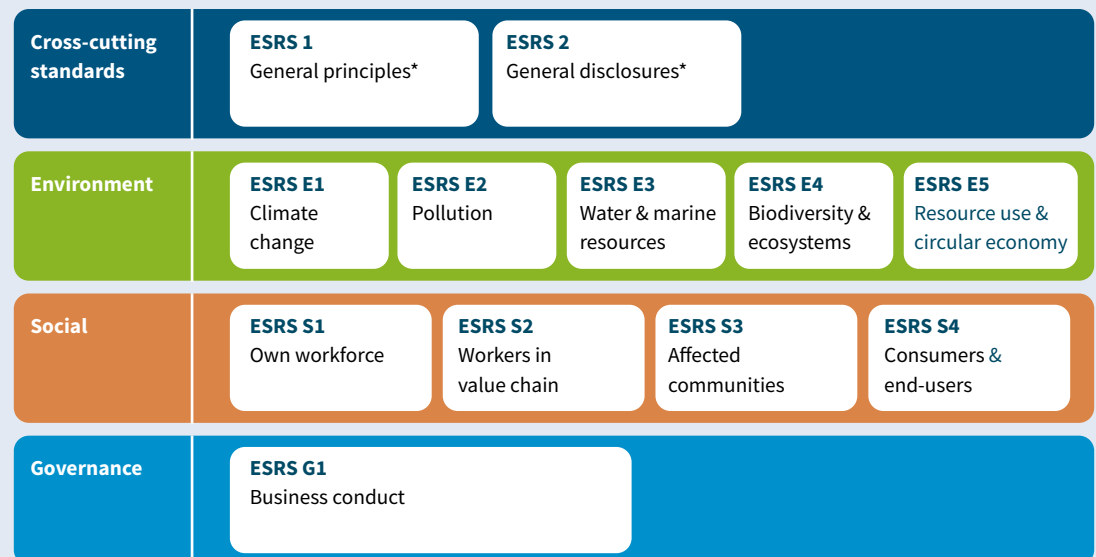 Cross-cutting
standards
ESRS 1
General principles*
ESRS 2
General disclosures*
Environment
ESRS E1
Climate
change
ESRS E2
Pollution
ESRS E3
Water & marine
resources
ESRS E4
Biodiversity &
ecosystems
ESRS E5
Resource use &
circular economy
Social
ESRS S1
Own workforce
ESRS S2
Workers in
value chain
ESRS S3
Affected
communities
ESRS S4
Consumers &
end-users
Governance
ESRS G1
Business conduct